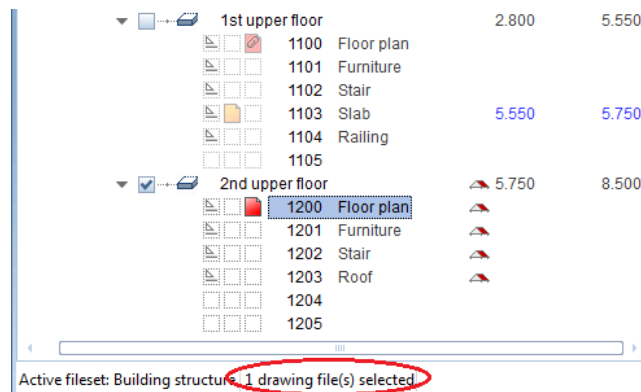 1st upper floor 2.800 5.550
1100 Floor plan
1101 Furniture
1102 Stair
1103 Slab 5.550 5.750
1104 Railing
1105
2nd upper floor 5.750 8.500
1200 Floor plan
1201 Furniture
1202 Stair
1203 Roof
1204
1205
Active fileset: Building structure 1 drawing file(s) selected